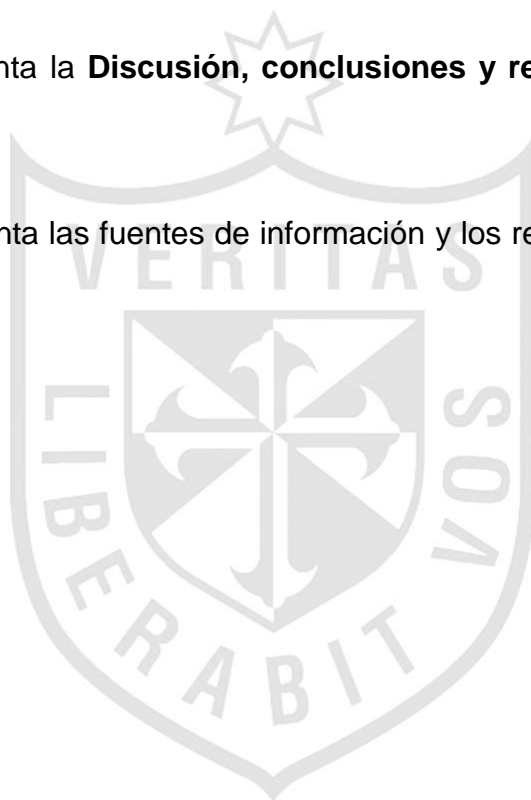 nta la Discusión, conclusiones y re
nta las fuentes de información y los re
VERITAS
LIBERABIT VOS